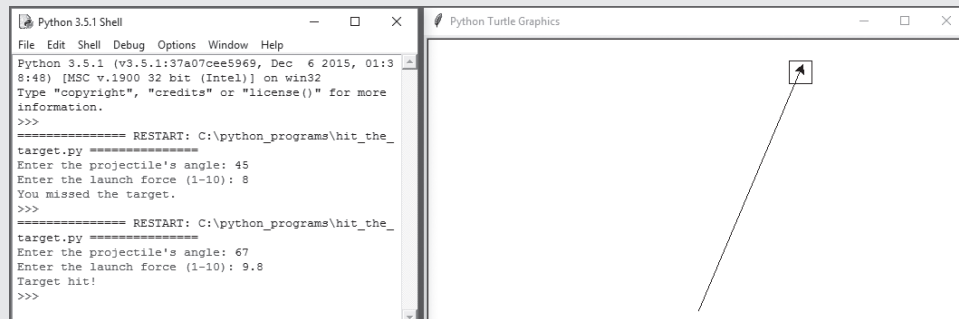 Python 3.5.1 Shell
File Edit Shell Debug Options Window Help
Python 3.5.1 (v3.5.1:37a07cee5969, Dec  6 2015, 01:3
8:48) [MSC v.1900 32 bit (Intel)] on win32
Type "copyright", "credits" or "license()" for more
information.
>>>
=============== RESTART: C:\python_programs\hit_the_
target.py ===============
Enter the projectile's angle: 45
Enter the launch force (1-10): 8
You missed the target.
>>>
=============== RESTART: C:\python_programs\hit_the_
target.py ===============
Enter the projectile's angle: 67
Enter the launch force (1-10): 9.8
Target hit!
>>>
Python Turtle Graphics